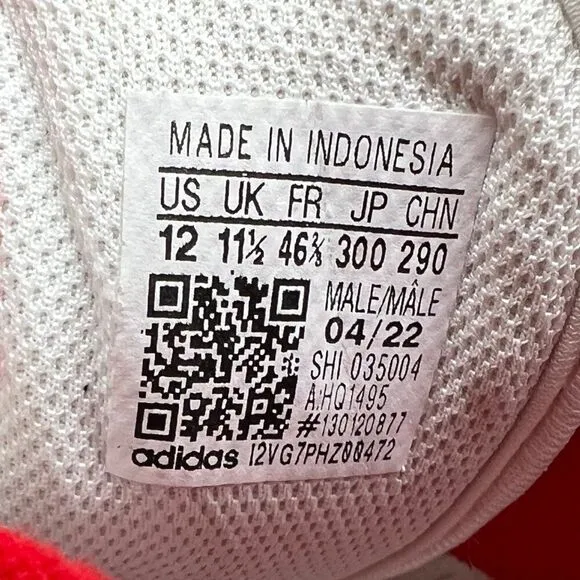 MADE IN INDONESIA
US UK FR JP CHN
12 11½ 46⅔ 300 290
MALE/MÂLE
04/22
SHI 035004
A:HQ1495
#130120877
adidas 12VG7PHZ00472